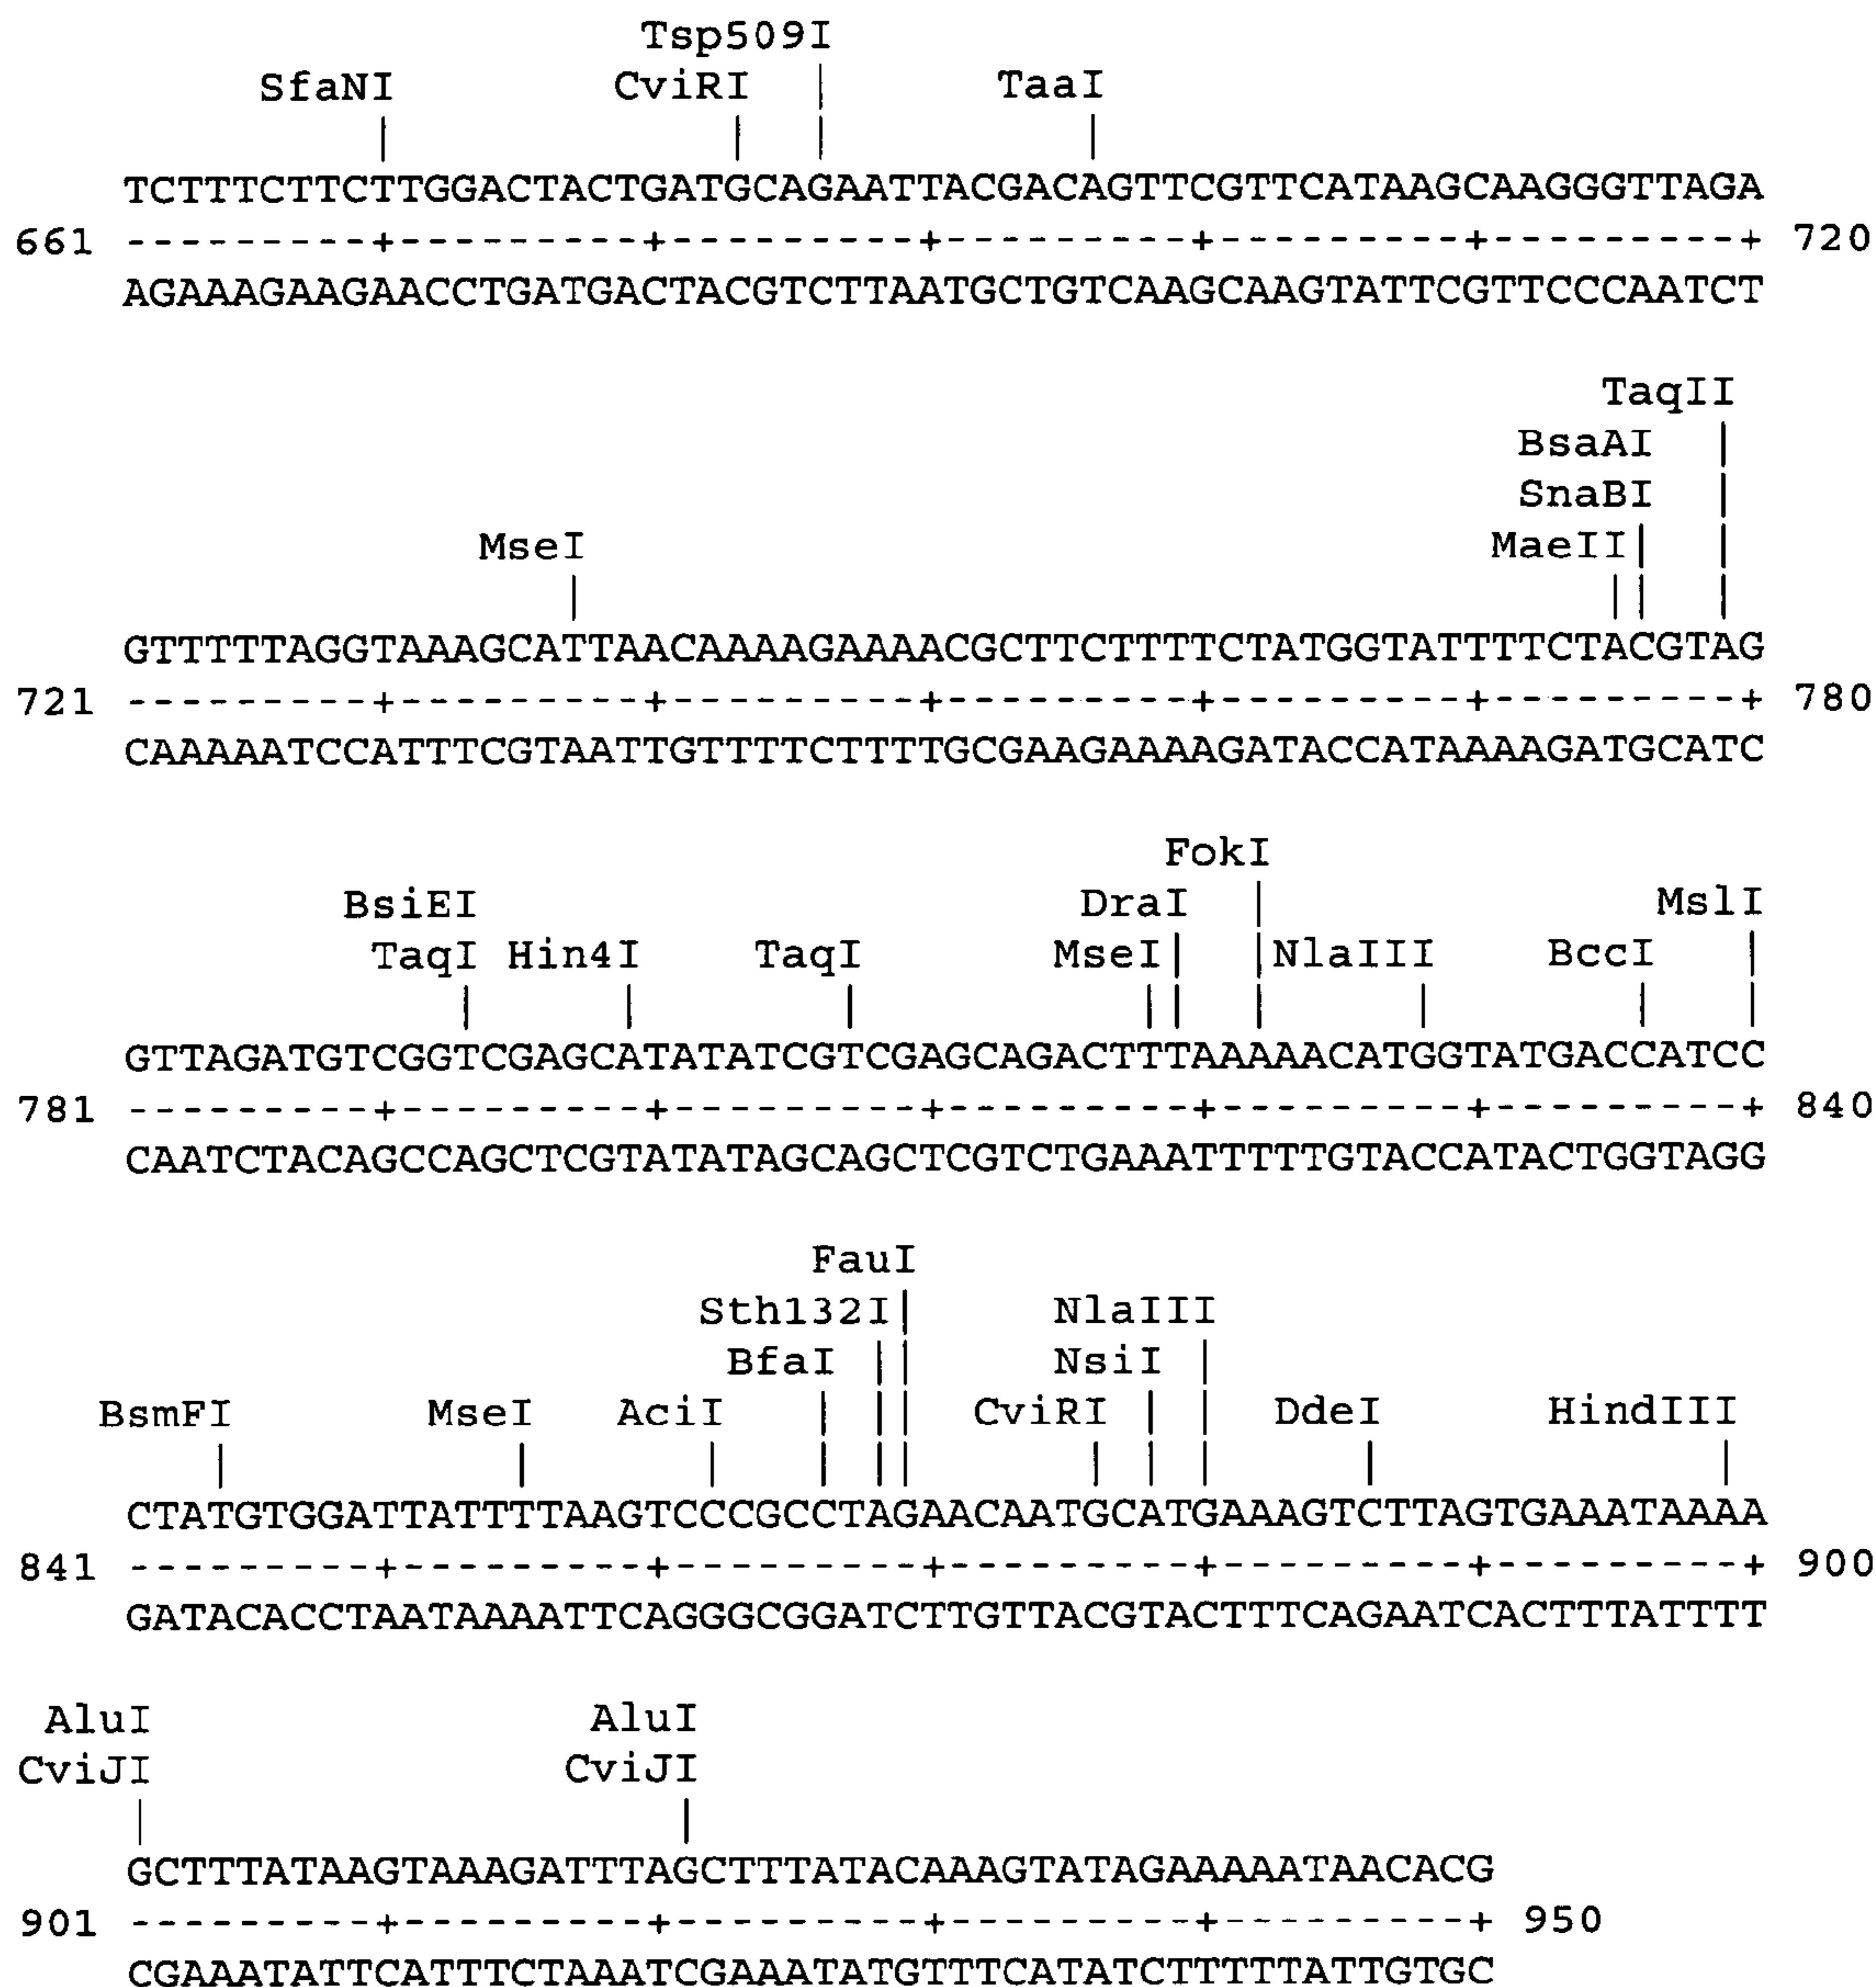 Tsp509I
SfaNI CviRI | TaaI
| | | |
TCTTTCTTCTTGGACTACTGATGCAGAATTACGACAGTTCGTTCATAAGCAAGGGTTAGA
661 ---------+---------+---------+---------+---------+---------+ 720
AGAAAGAAGAACCTGATGACTACGTCTTAATGCTGTCAAGCAAGTATTCGTTCCCAATCT
TaqII
BsaAI |
SnaBI |
MseI MaeII| |
| || |
GTTTTTAGGTAAAGCATTAACAAAAGAAAACGCTTCTTTTCTATGGTATTTTCTACGTAG
721 ---------+---------+---------+---------+---------+---------+ 780
CAAAAATCCATTTCGTAATTGTTTTCTTTTGCGAAGAAAAGATACCATAAAAGATGCATC
FokI
BsiEI DraI | MslI
TaqI Hin4I TaqI MseI| |NlaIII BccI |
| | | || | | | |
GTTAGATGTCGGTCGAGCATATATCGTCGAGCAGACTTTAAAAACATGGTATGACCATCC
781 ---------+---------+---------+---------+---------+---------+ 840
CAATCTACAGCCAGCTCGTATATAGCAGCTCGTCTGAAATTTTTGTACCATACTGGTAGG
FauI
Sth132I| NlaIII
BfaI || NsiI |
BsmFI MseI AciI | || CviRI | | DdeI HindIII
| | | | || | | | | |
CTATGTGGATTATTTTAAGTCCCGCCTAGAACAATGCATGAAAGTCTTAGTGAAATAAAA
841 ---------+---------+---------+---------+---------+---------+ 900
GATACACCTAATAAAATTCAGGGCGGATCTTGTTACGTACTTTCAGAATCACTTTATTTT
AluI AluI
CviJI CviJI
| |
GCTTTATAAGTAAAGATTTAGCTTTATACAAAGTATAGAAAAATAACACG
901 ---------+---------+---------+---------+---------+ 950
CGAAATATTCATTTCTAAATCGAAATATGTTTCATATCTTTTTATTGTGC